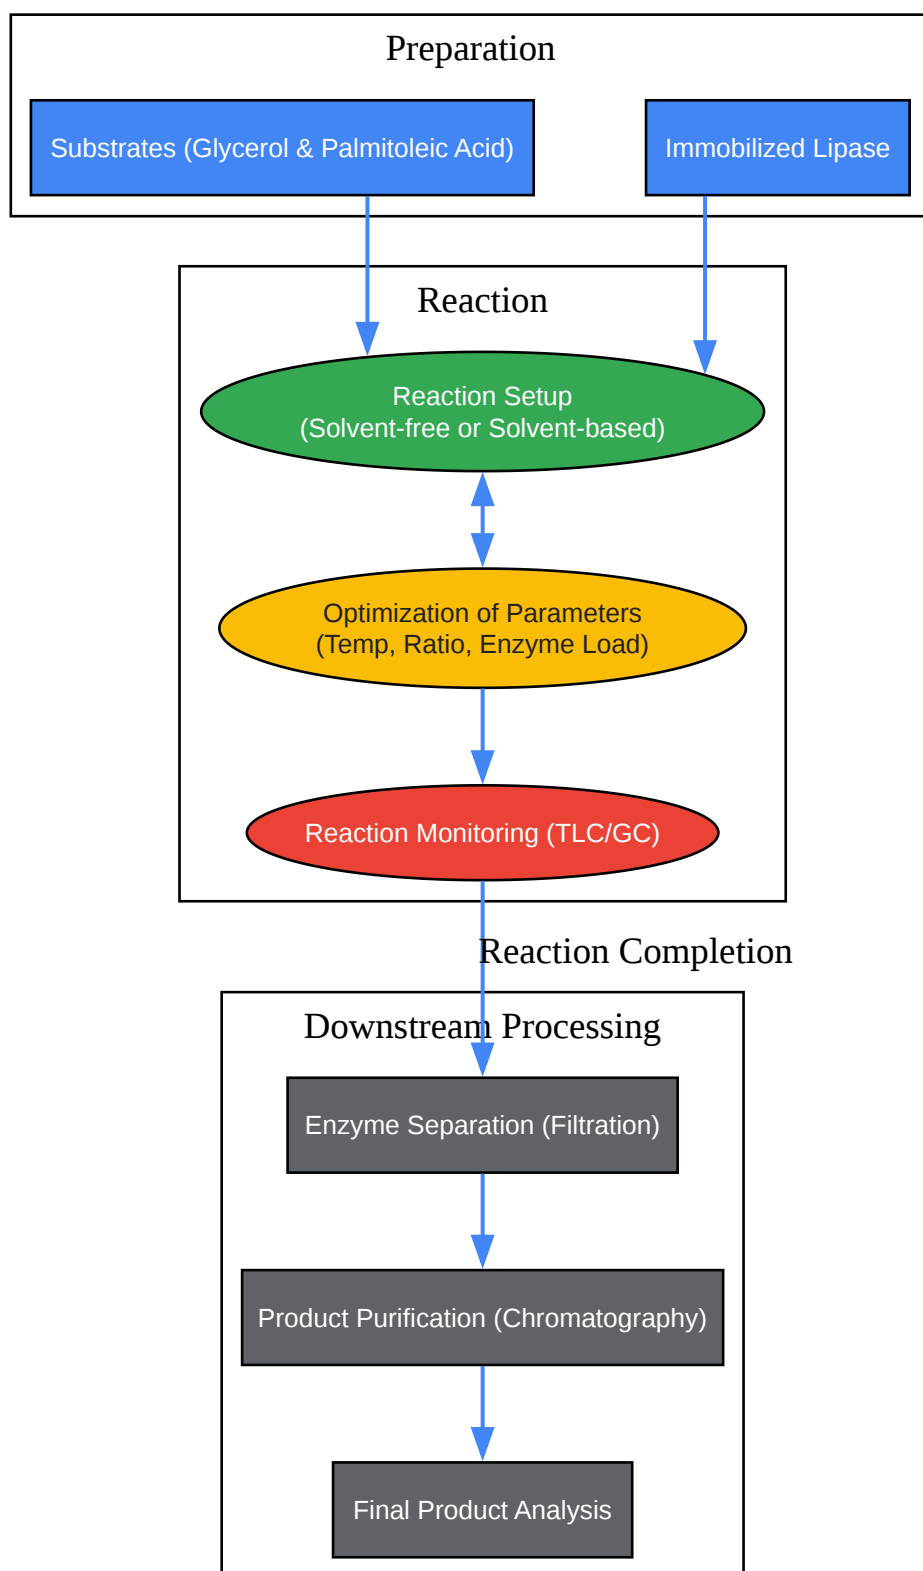 Preparation
Substrates (Glycerol & Palmitoleic Acid)
Immobilized Lipase
Reaction
Reaction Setup
(Solvent-free or Solvent-based)
Optimization of Parameters
(Temp, Ratio, Enzyme Load)
Reaction Monitoring (TLC/GC)
Reaction Completion
Downstream Processing
Enzyme Separation (Filtration)
Product Purification (Chromatography)
Final Product Analysis